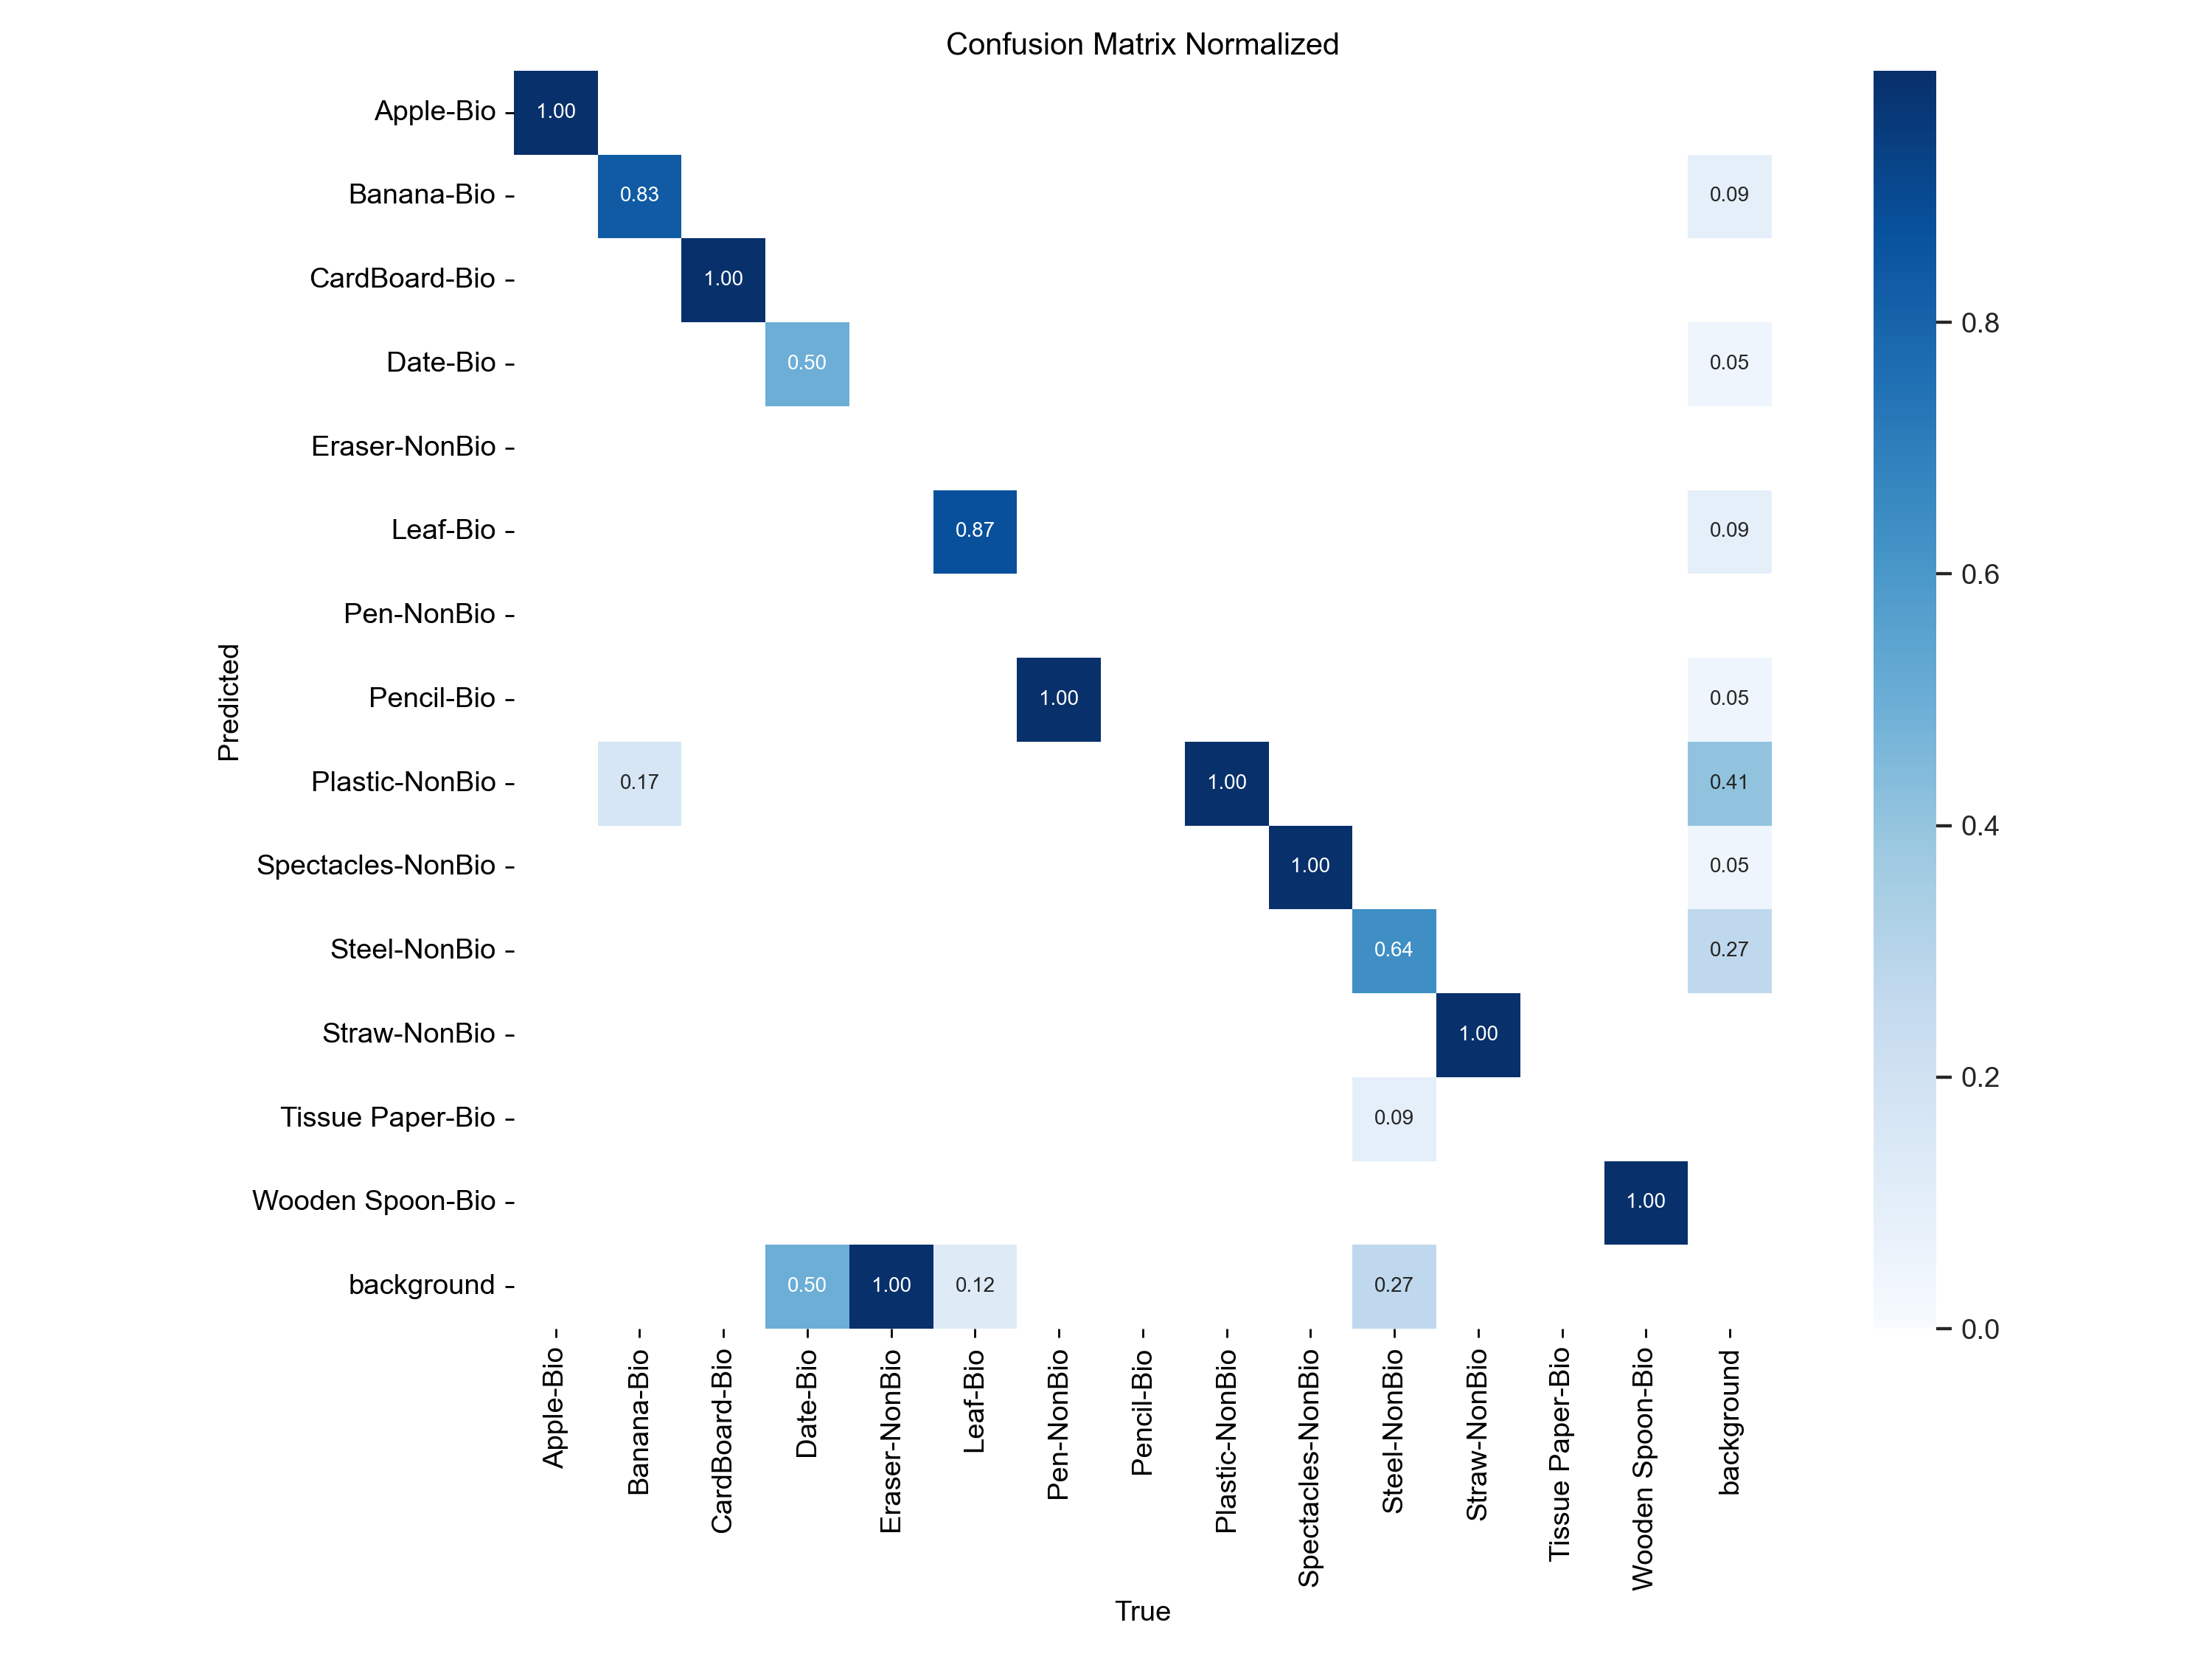 Confusion Matrix Normalized
Apple-Bio 1.00
Banana-Bio 0.83 0.09
CardBoard-Bio 1.00
Date-Bio 0.50 0.05
Eraser-NonBio
Leaf-Bio 0.87 0.09
Pen-NonBio
Pencil-Bio 1.00 0.05
Plastic-NonBio 0.17 1.00 0.41
Spectacles-NonBio 1.00 0.05
Steel-NonBio 0.64 0.27
Straw-NonBio 1.00
Tissue Paper-Bio 0.09
Wooden Spoon-Bio 1.00
background 0.50 1.00 0.12 0.27
Predicted
Apple-Bio
Banana-Bio
CardBoard-Bio
Date-Bio
Eraser-NonBio
Leaf-Bio
Pen-NonBio
Pencil-Bio
Plastic-NonBio
Spectacles-NonBio
Steel-NonBio
Straw-NonBio
Tissue Paper-Bio
Wooden Spoon-Bio
background
True
0.8
0.6
0.4
0.2
0.0